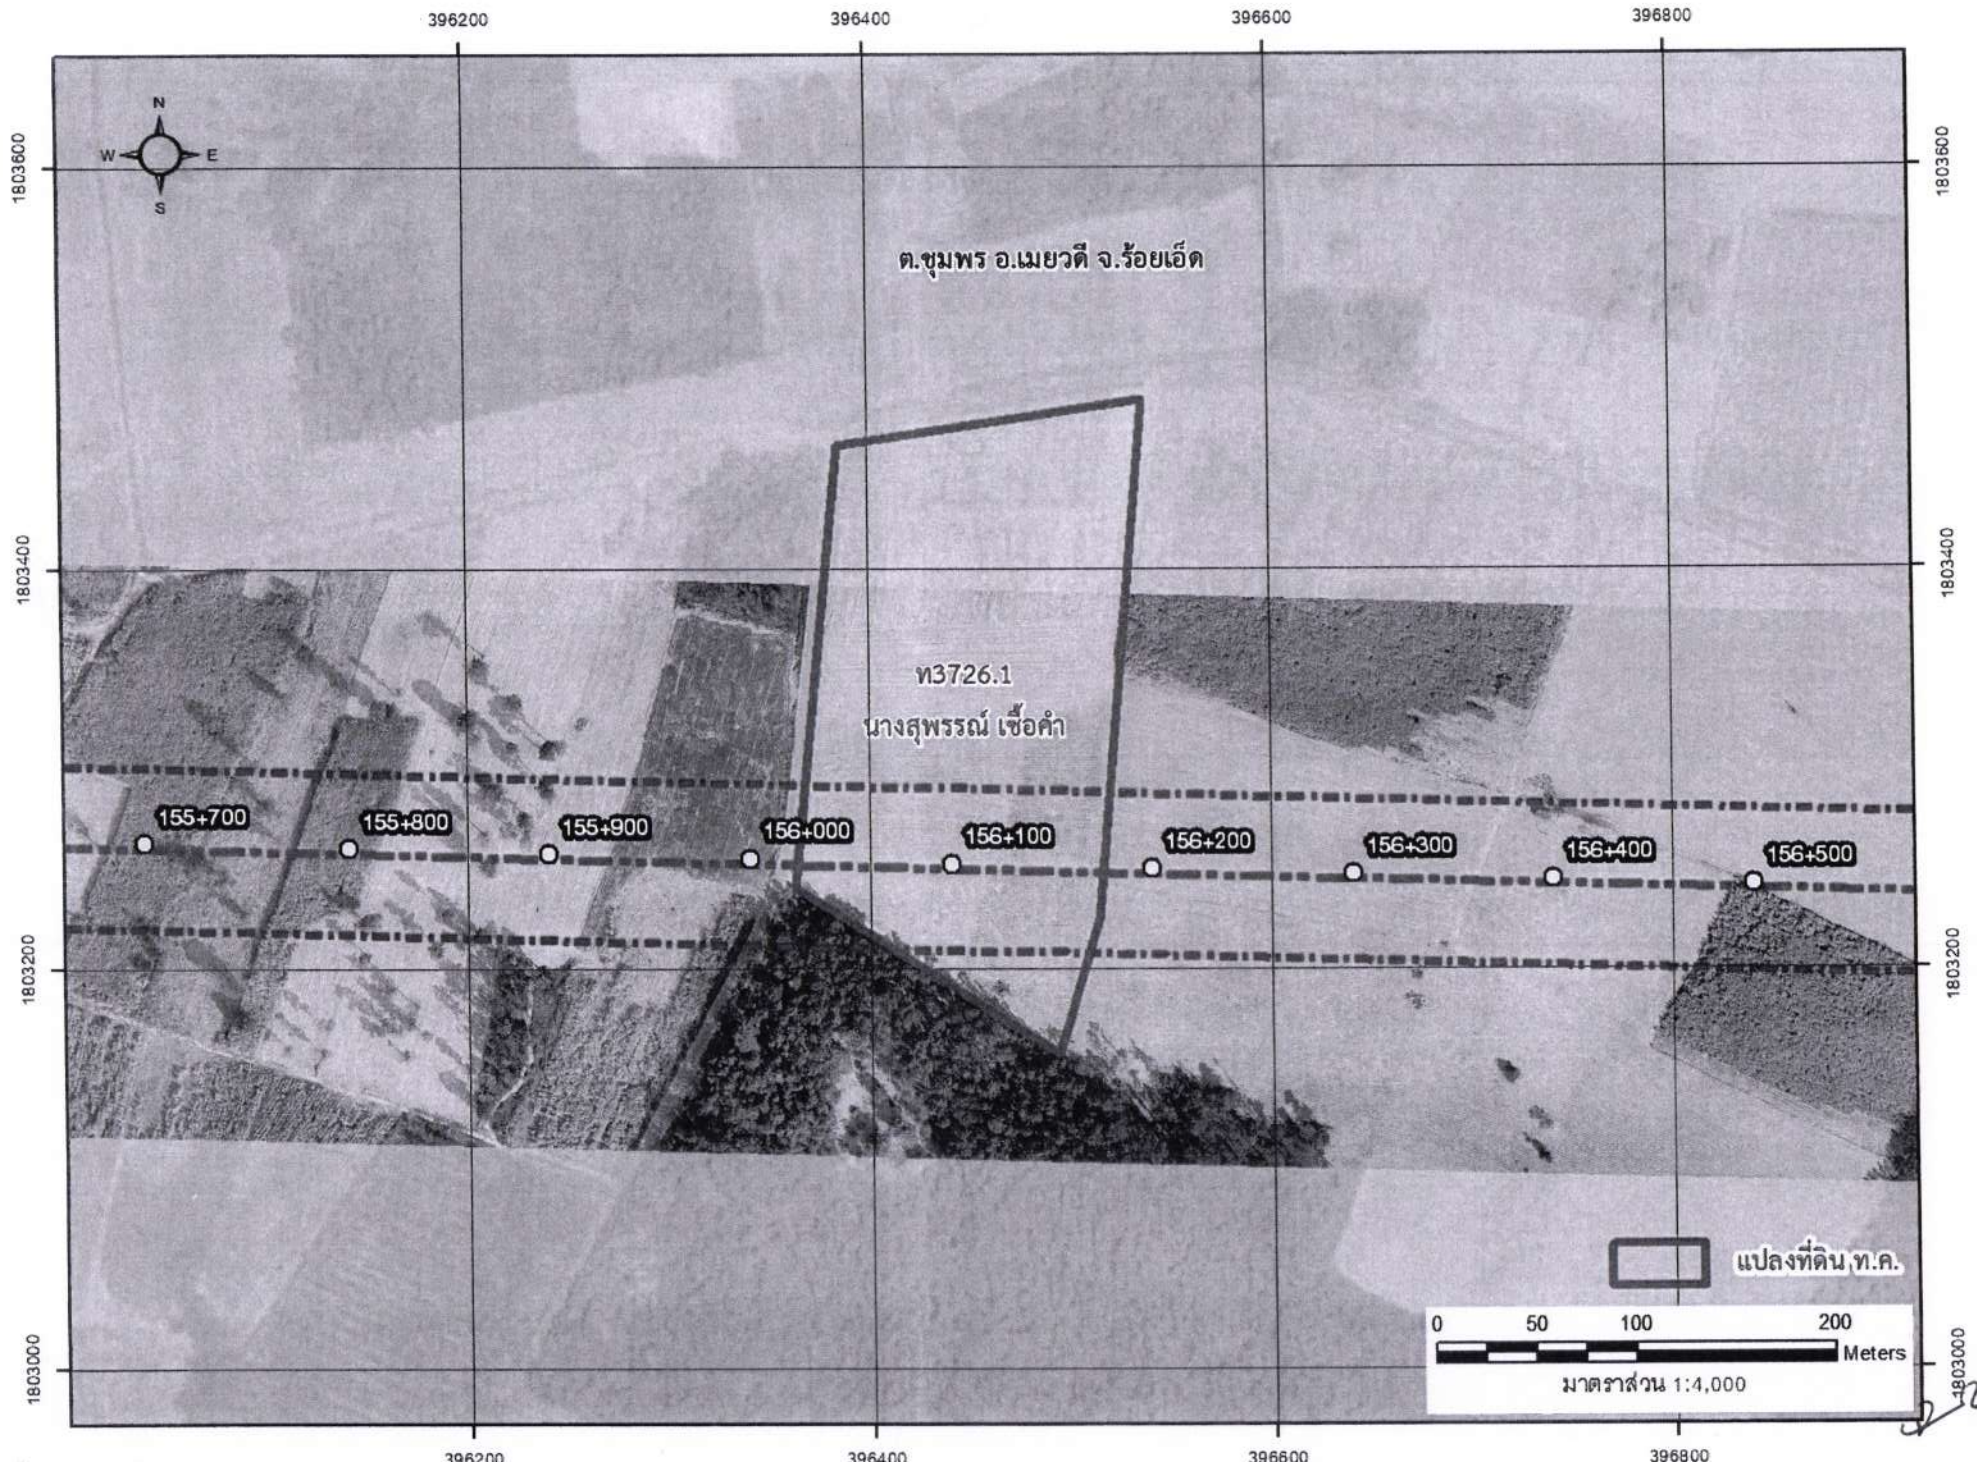 396200 396400 396600 396800
N
W E
S
1803600 1803600
ต.ชุมพร อ.เมยวดี จ.ร้อยเอ็ด
1803400 1803400
ท3726.1
นางสุพรรณ์ เชื้อคำ
155+700 155+800 155+900 156+000 156+100 156+200 156+300 156+400 156+500
1803200 1803200
แปลงที่ดิน ท.ค.
0 50 100 200
Meters
มาตราส่วน 1:4,000
1803000 1803000
396200 396400 396600 396800